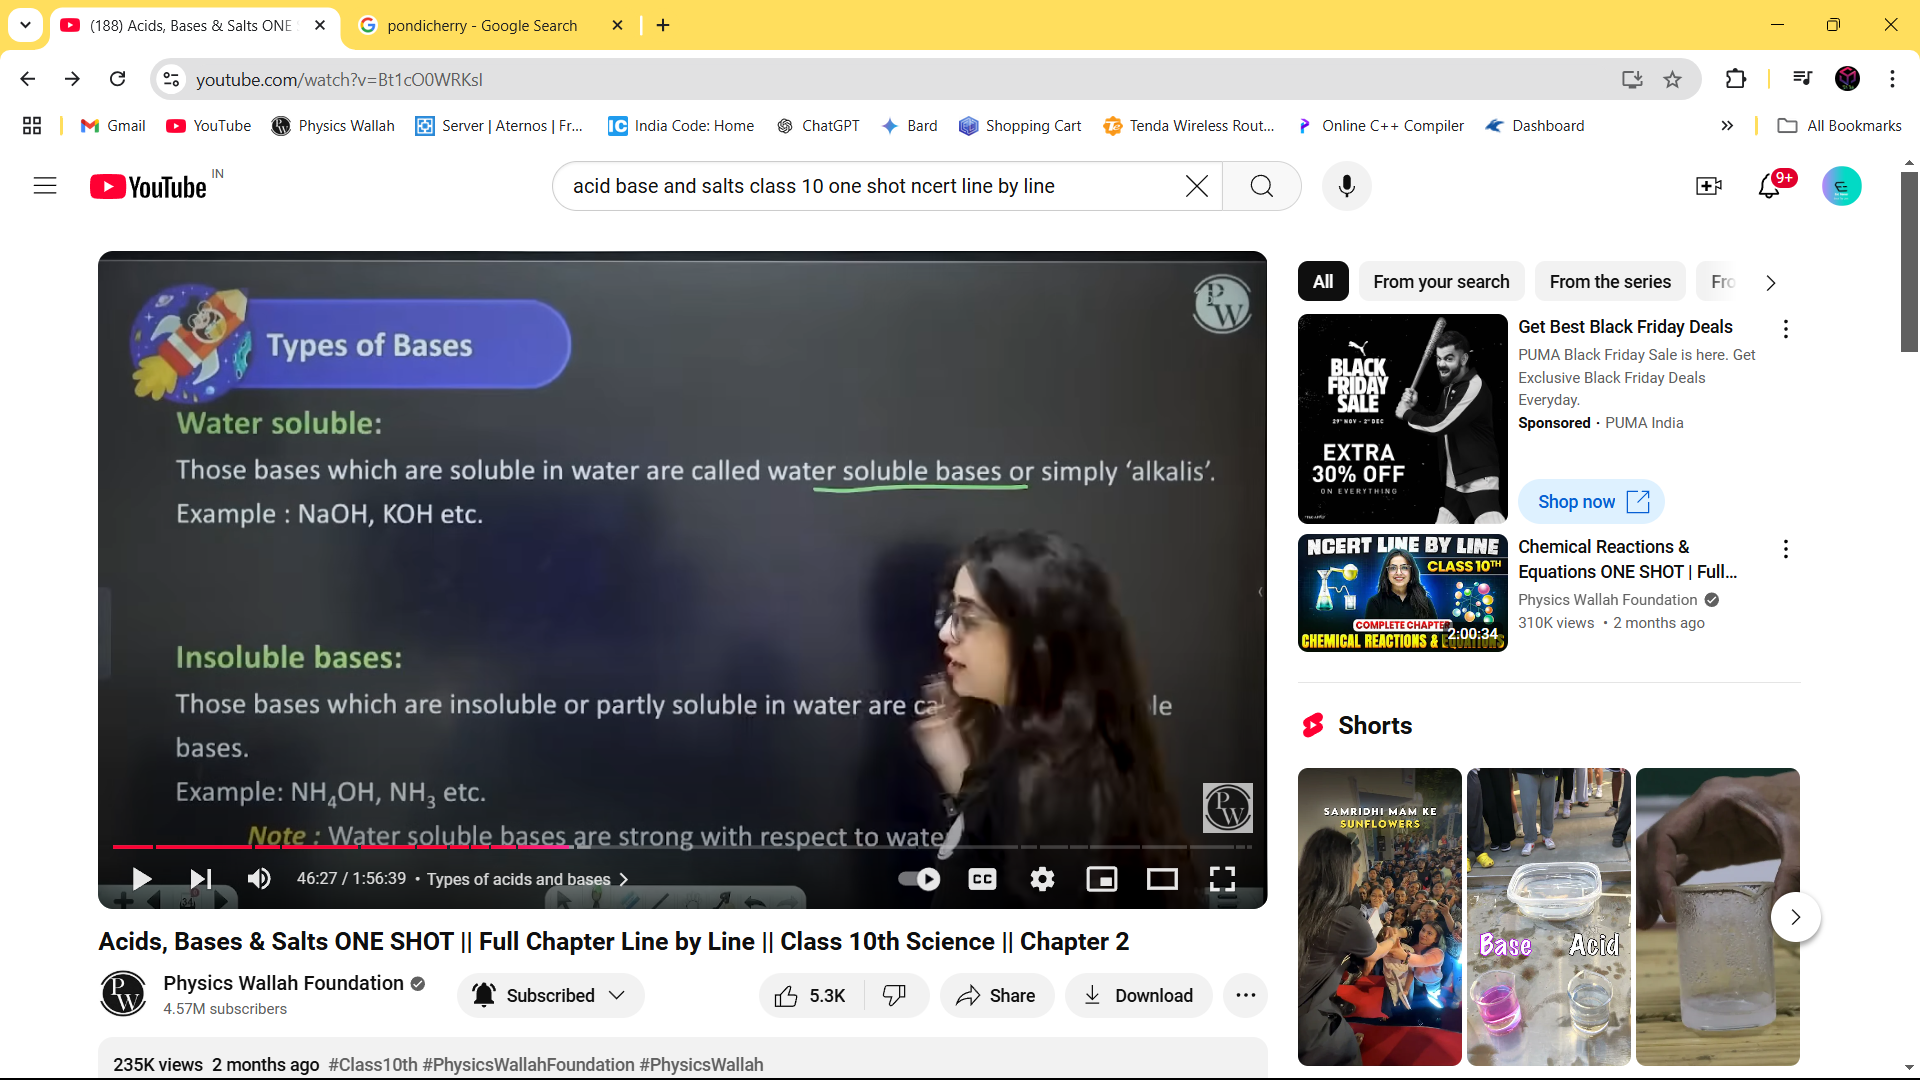 (188) Acids, Bases & Salts ONE S
pondicherry - Google Search
youtube.com/watch?v=Bt1cO0WRKsI
Gmail
YouTube
Physics Wallah
Server | Aternos | Fr...
India Code: Home
ChatGPT
Bard
Shopping Cart
Tenda Wireless Rout...
Online C++ Compiler
Dashboard
All Bookmarks
YouTube IN
acid base and salts class 10 one shot ncert line by line
9+
PW
Types of Bases
Water soluble:
Those bases which are soluble in water are called water soluble bases or simply ‘alkalis’.
Example : NaOH, KOH etc.
Insoluble bases:
Those bases which are insoluble or partly soluble in water are ca le
bases.
Example: NH₄OH, NH₃ etc.
Note : Water soluble bases are strong with respect to water
PW
46:27 / 1:56:39 • Types of acids and bases
CC
Acids, Bases & Salts ONE SHOT || Full Chapter Line by Line || Class 10th Science || Chapter 2
PW
Physics Wallah Foundation
4.57M subscribers
Subscribed
5.3K
Share
Download
235K views 2 months ago #Class10th #PhysicsWallahFoundation #PhysicsWallah
All
From your search
From the series
Fro
BLACK
FRIDAY
SALE
29 NOV - 2 DEC
EXTRA
30% OFF
ON EVERYTHING
Get Best Black Friday Deals
PUMA Black Friday Sale is here. Get
Exclusive Black Friday Deals
Everyday.
Sponsored · PUMA India
Shop now
NCERT LINE BY LINE
CLASS 10TH
COMPLETE CHAPTER
CHEMICAL REACTIONS & EQUATIONS
2:00:34
Chemical Reactions &
Equations ONE SHOT | Full...
Physics Wallah Foundation
310K views • 2 months ago
Shorts
SAMRIDHI MAM KE
SUNFLOWERS
Base Acid